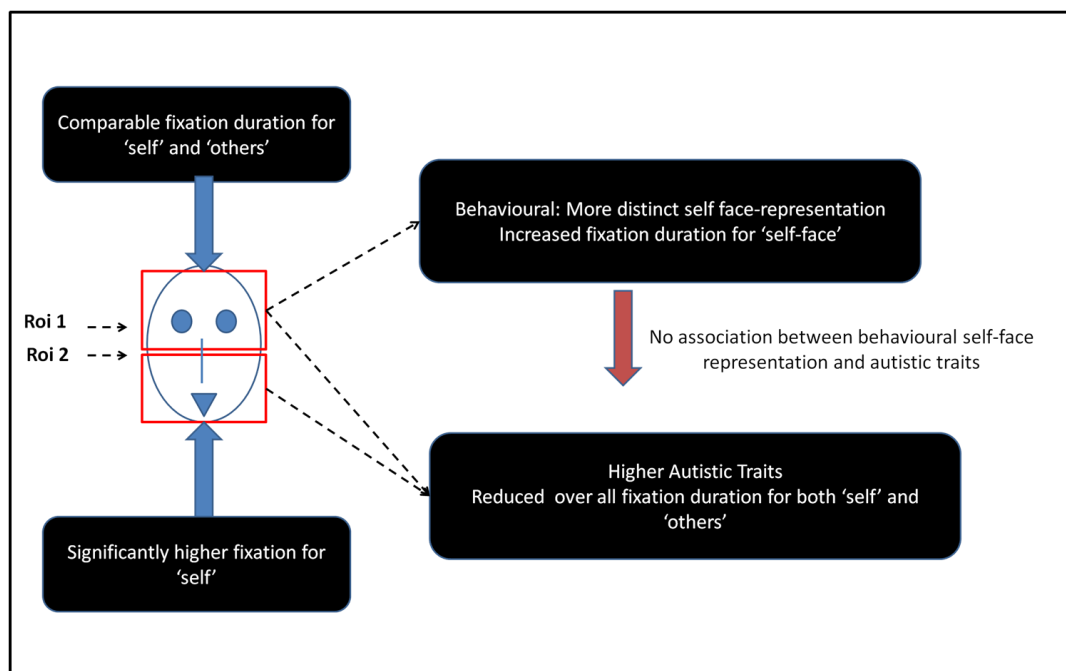 Comparable fixation duration for
‘self’ and ‘others’
Behavioural: More distinct self face-representation
Increased fixation duration for ‘self-face’
Roi 1
Roi 2
No association between behavioural self-face
representation and autistic traits
Higher Autistic Traits
Reduced over all fixation duration for both ‘self’ and
‘others’
Significantly higher fixation for
‘self’